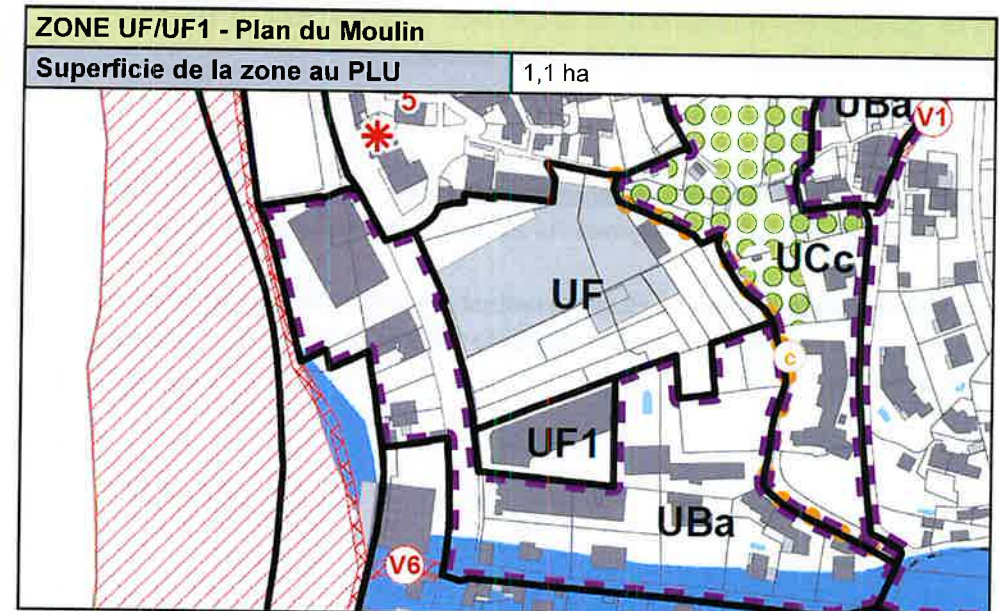 ZONE UF/UF1 - Plan du Moulin
Superficie de la zone au PLU 1,1 ha
5
UBa
V1
UCc
UF
c
UF1
UBa
V6